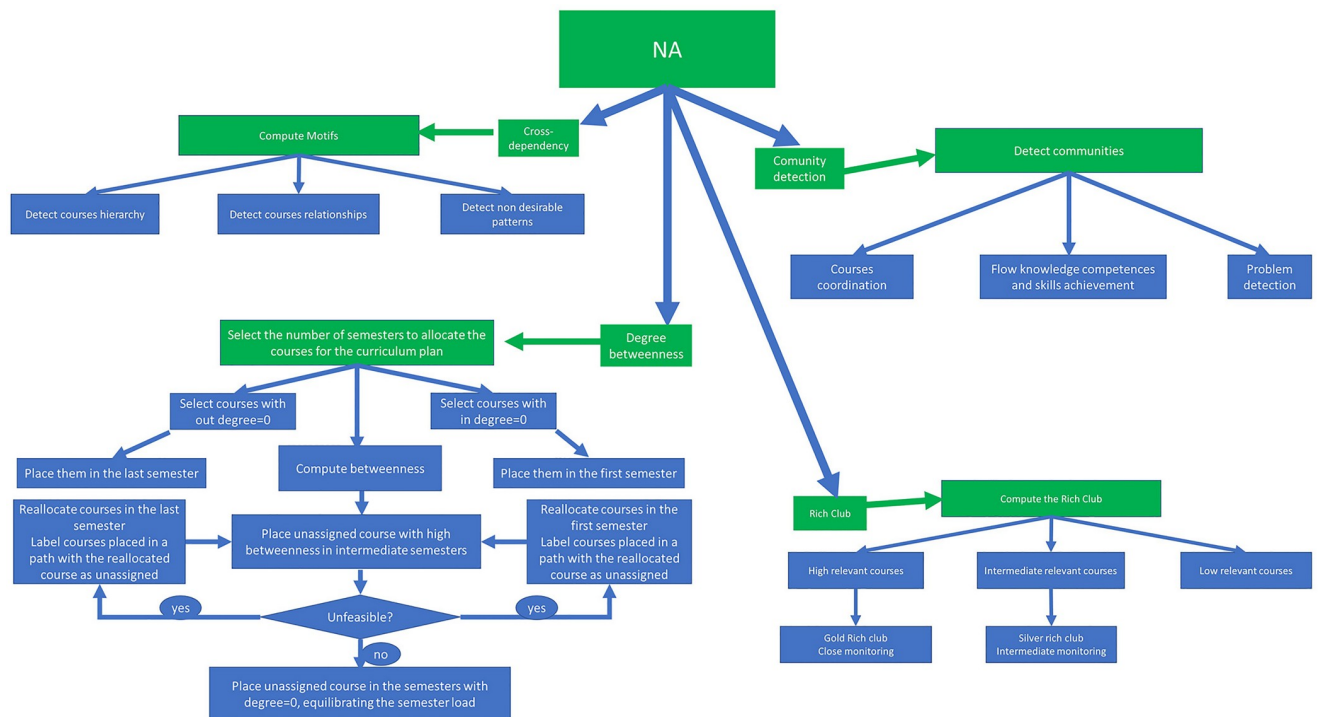 NA
Compute Motifs
Cross-
dependency
Detect courses hierarchy
Detect courses relationships
Detect non desirable
patterns
Comunity
detection
Detect communities
Courses
coordination
Flow knowledge competences
and skills achievement
Problem
detection
Select the number of semesters to allocate the
courses for the curriculum plan
Degree
betweenness
Select courses with
out degree=0
Select courses with
in degree=0
Place them in the last semester
Compute betweenness
Place them in the first semester
Reallocate courses in the last
semester
Label courses placed in a
path with the reallocated
course as unassigned
Place unassigned course with high
betweenness in intermediate semesters
Reallocate courses in the
first semester
Label courses placed in a
path with the reallocated
course as unassigned
yes
Unfeasible?
yes
no
Place unassigned course in the semesters with
degree=0, equilibrating the semester load
Rich Club
Compute the Rich Club
High relevant courses
Intermediate relevant courses
Low relevant courses
Gold Rich club
Close monitoring
Silver rich club
Intermediate monitoring